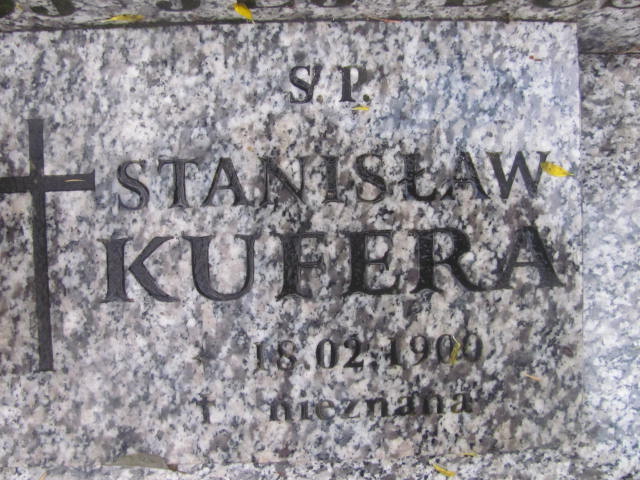 Ś. P.
STANISŁAW
KUFERA
* 18.02.1900
† nieznana